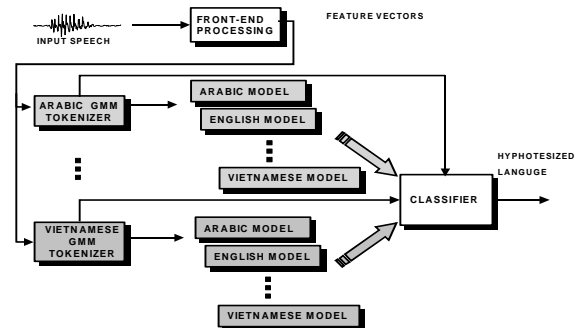 FRONT-END
PROCESSING
FEATURE VECTORS
INPUT SPEECH
ARABIC GMM
TOKENIZER
ARABIC MODEL
ENGLISH MODEL
VIETNAMESE MODEL
HYPHOTESIZED
LANGUGE
CLASSIFIER
VIETNAMESE
GMM
TOKENIZER
ARABIC MODEL
ENGLISH MODEL
VIETNAMESE MODEL